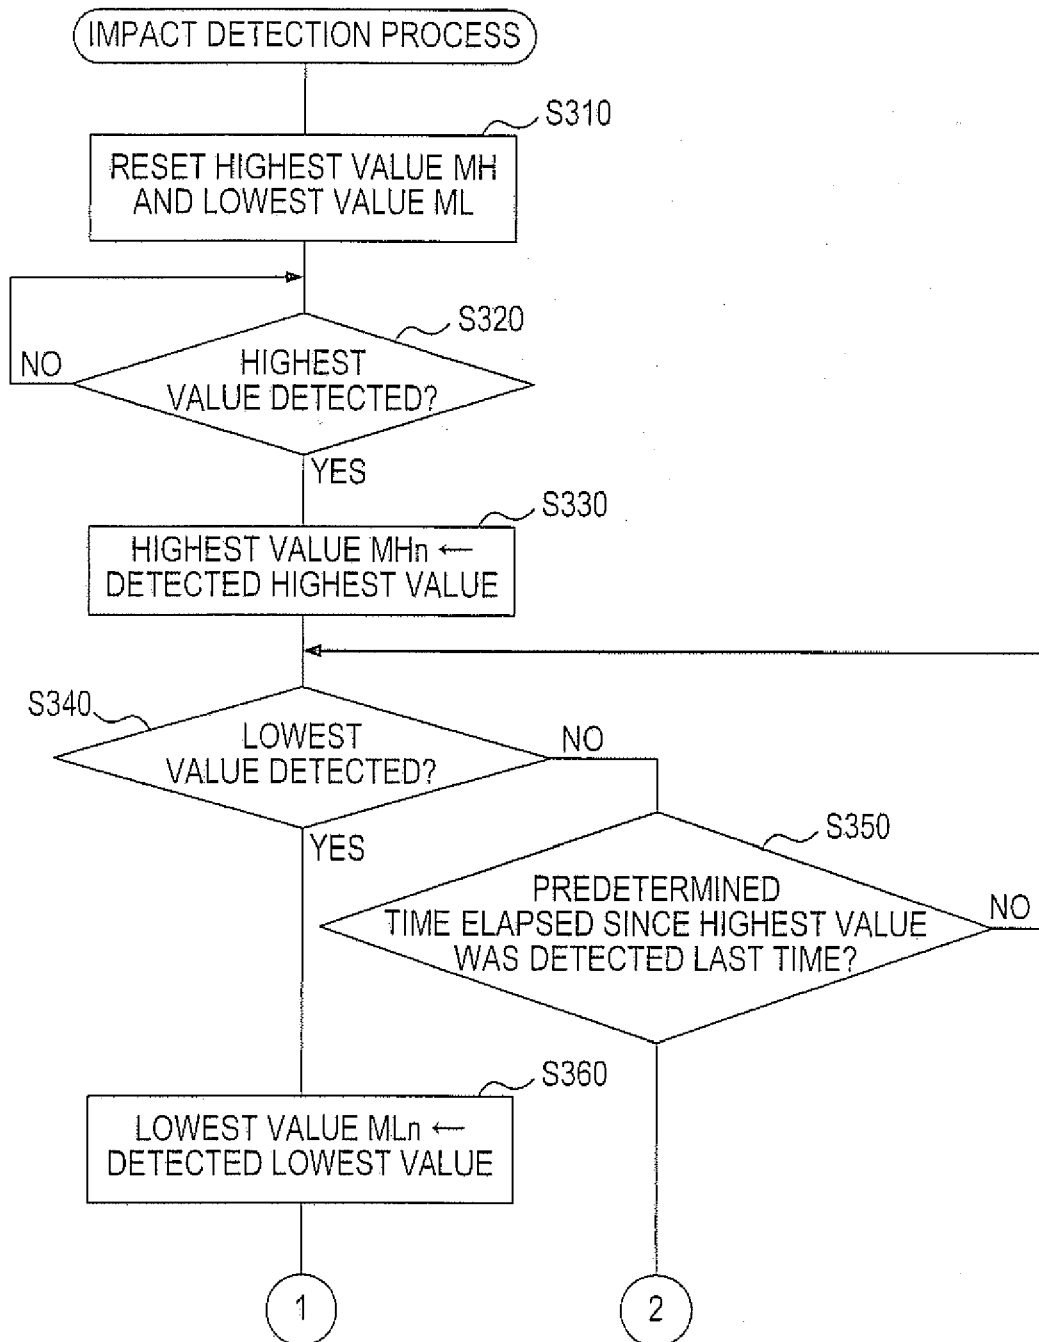 IMPACT DETECTION PROCESS
S310
RESET HIGHEST VALUE MH
AND LOWEST VALUE ML
S320
HIGHEST
VALUE DETECTED?
NO
YES
S330
HIGHEST VALUE MHn ←
DETECTED HIGHEST VALUE
S340
LOWEST
VALUE DETECTED?
NO
YES
S350
PREDETERMINED
TIME ELAPSED SINCE HIGHEST VALUE
WAS DETECTED LAST TIME?
NO
S360
LOWEST VALUE MLn ←
DETECTED LOWEST VALUE
1
2